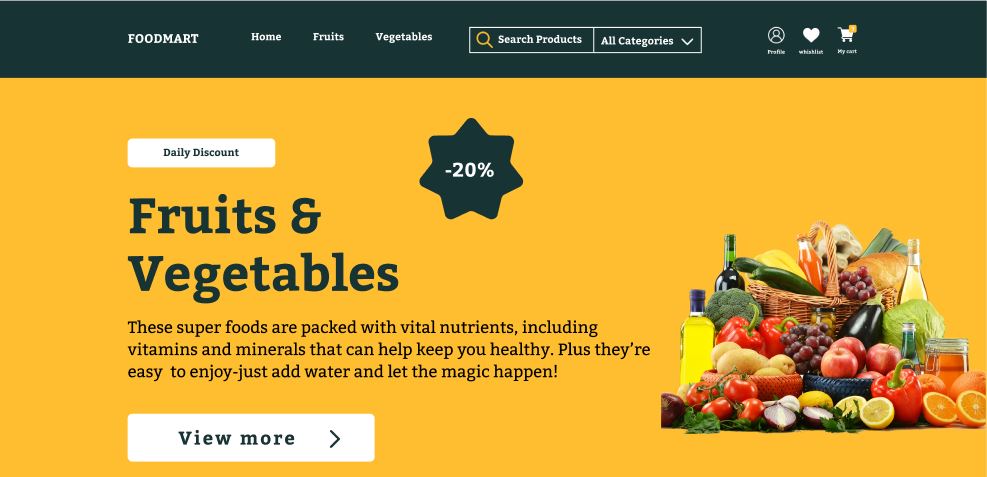 FOODMART
Home
Fruits
Vegetables
Search Products
All Categories
Profile
whishlist
My cart
Daily Discount
-20%
Fruits &
Vegetables
These super foods are packed with vital nutrients, including
vitamins and minerals that can help keep you healthy. Plus they’re
easy  to enjoy-just add water and let the magic happen!
View more